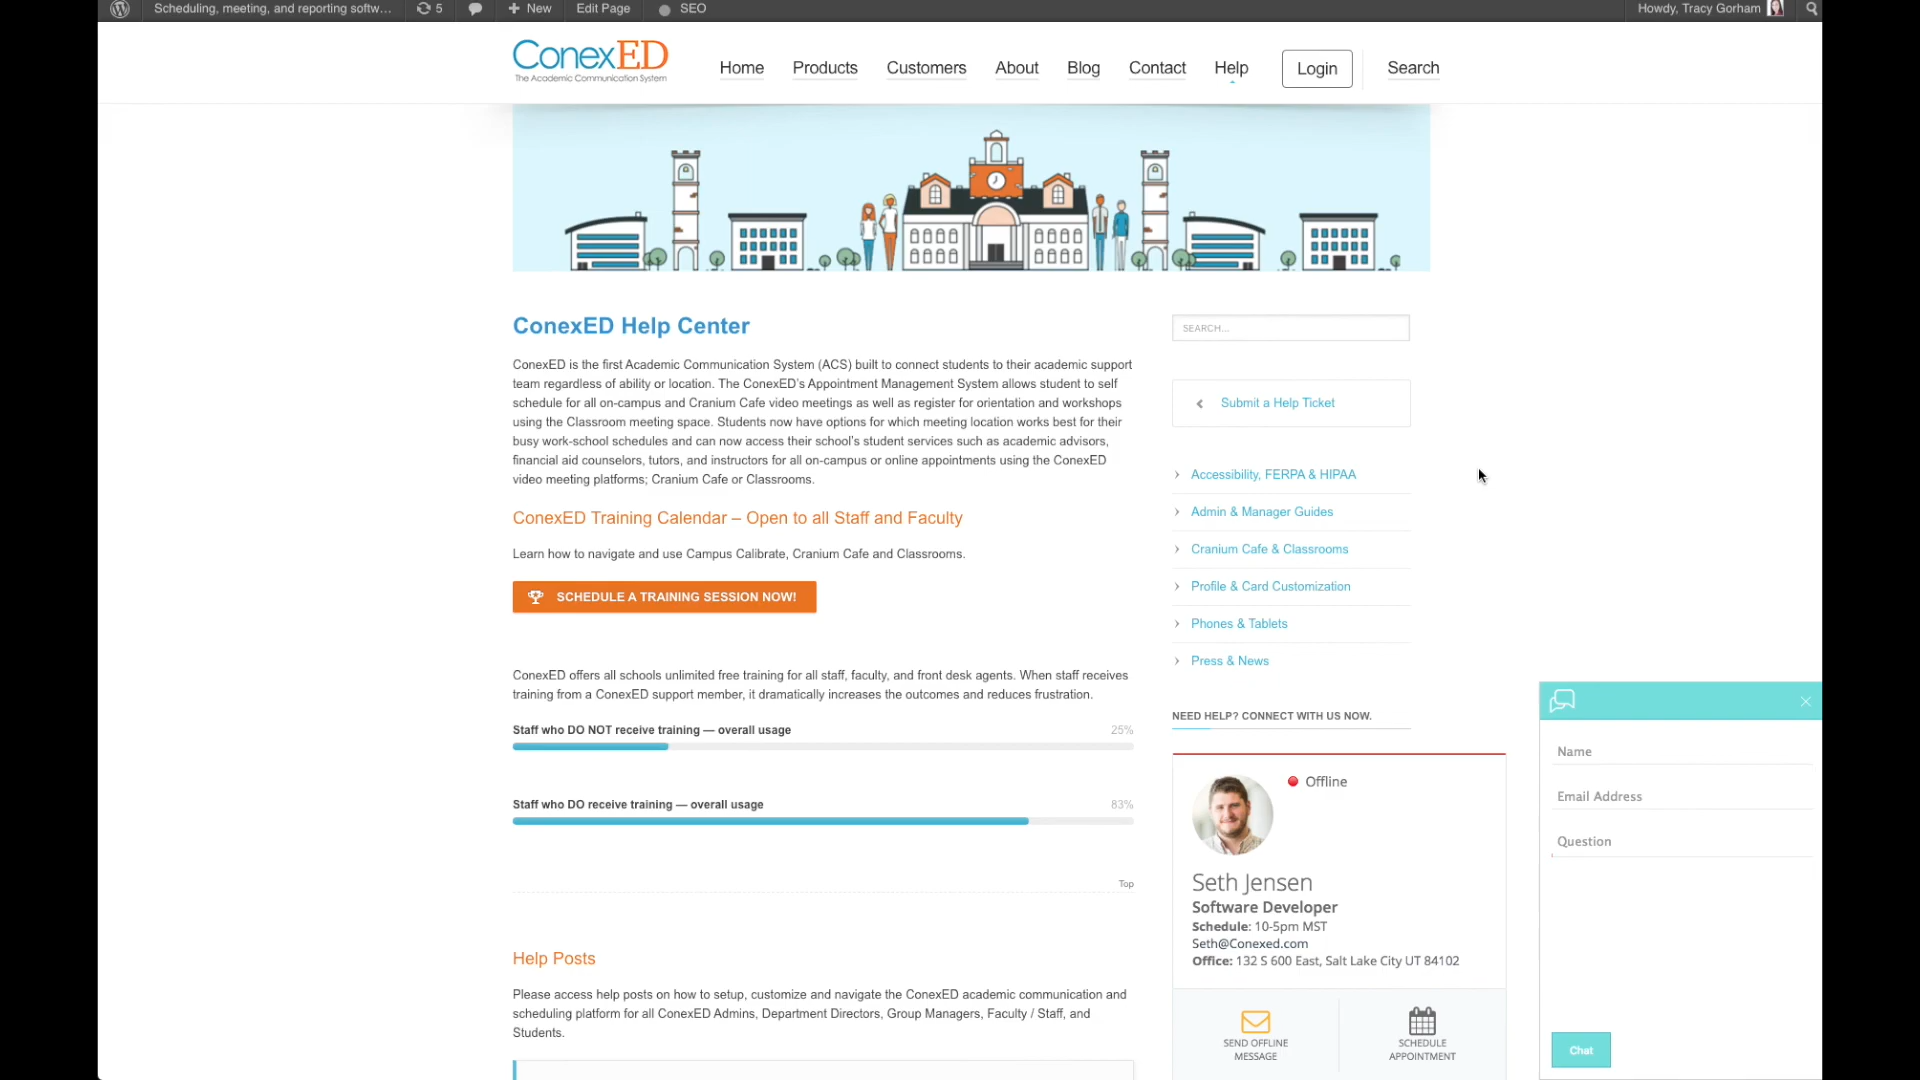 Scheduling, meeting, and reporting softw... 5 New Edit Page SEO Howdy, Tracy Gorham
ConexED
The Academic Communication System
Home Products Customers About Blog Contact Help Login Search
ConexED Help Center
ConexED is the first Academic Communication System (ACS) built to connect students to their academic support
team regardless of ability or location. The ConexED's Appointment Management System allows student to self
schedule for all on-campus and Cranium Cafe video meetings as well as register for orientation and workshops
using the Classroom meeting space. Students now have options for which meeting location works best for their
busy work-school schedules and can now access their school's student services such as academic advisors,
financial aid counselors, tutors, and instructors for all on-campus or online appointments using the ConexED
video meeting platforms; Cranium Cafe or Classrooms.
ConexED Training Calendar – Open to all Staff and Faculty
Learn how to navigate and use Campus Calibrate, Cranium Cafe and Classrooms.
SCHEDULE A TRAINING SESSION NOW!
ConexED offers all schools unlimited free training for all staff, faculty, and front desk agents. When staff receives
training from a ConexED support member, it dramatically increases the outcomes and reduces frustration.
Staff who DO NOT receive training — overall usage 25%
Staff who DO receive training — overall usage 83%
Top
Help Posts
Please access help posts on how to setup, customize and navigate the ConexED academic communication and
scheduling platform for all ConexED Admins, Department Directors, Group Managers, Faculty / Staff, and
Students.
SEARCH...
Submit a Help Ticket
Accessibility, FERPA & HIPAA
Admin & Manager Guides
Cranium Cafe & Classrooms
Profile & Card Customization
Phones & Tablets
Press & News
NEED HELP? CONNECT WITH US NOW.
Offline
Seth Jensen
Software Developer
Schedule: 10-5pm MST
Seth@Conexed.com
Office: 132 S 600 East, Salt Lake City UT 84102
SEND OFFLINE
MESSAGE
SCHEDULE
APPOINTMENT
Name
Email Address
Question
Chat